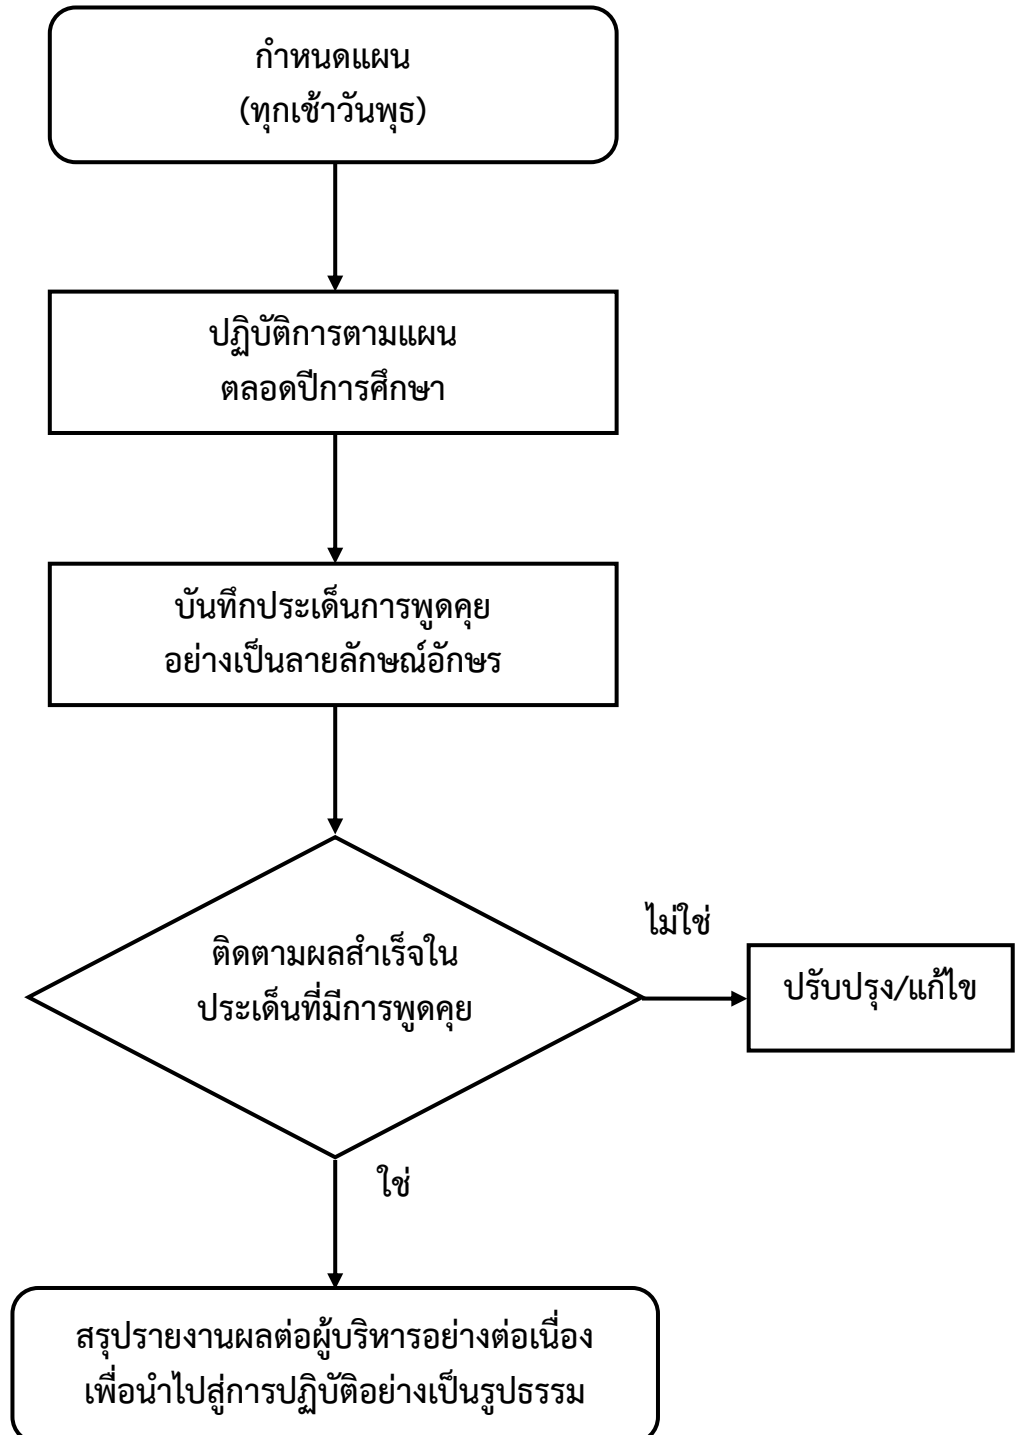 กำหนดแผน
(ทุกเช้าวันพุธ)
ปฏิบัติการตามแผน
ตลอดปีการศึกษา
บันทึกประเด็นการพูดคุย
อย่างเป็นลายลักษณ์อักษร
ติดตามผลสำเร็จใน
ประเด็นที่มีการพูดคุย
ไม่ใช่
ปรับปรุง/แก้ไข
ใช่
สรุปรายงานผลต่อผู้บริหารอย่างต่อเนื่อง
เพื่อนำไปสู่การปฏิบัติอย่างเป็นรูปธรรม